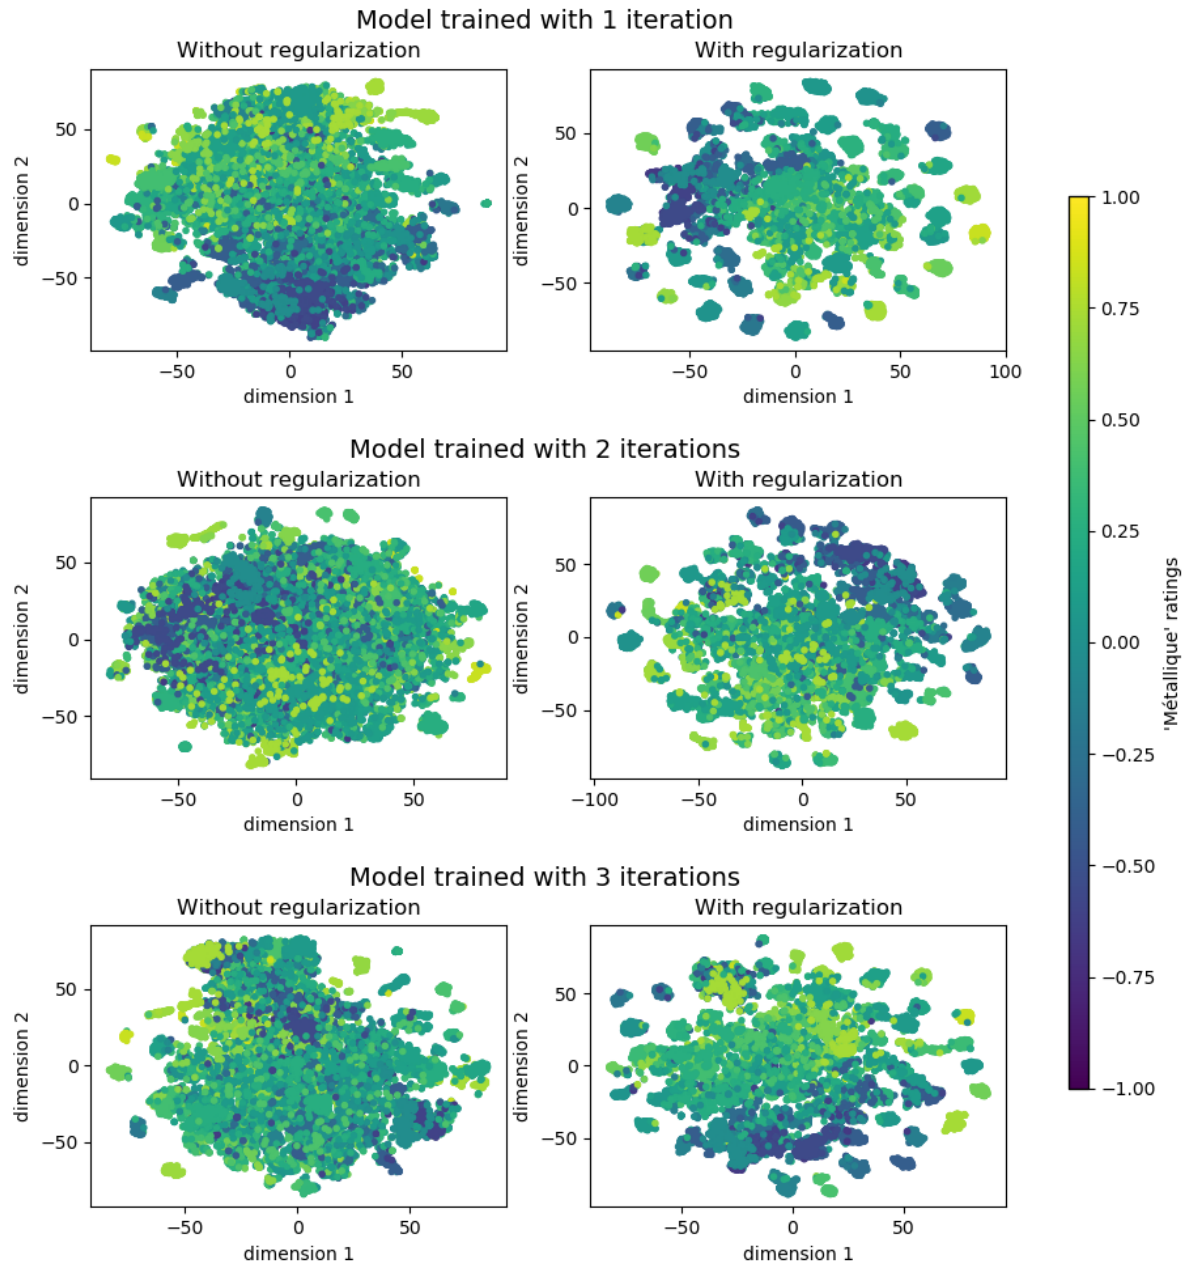 Model trained with 1 iteration
Without regularization
With regularization
50
0
−50
dimension 2
−50
0
50
dimension 1
50
0
−50
dimension 2
−50
0
50
100
dimension 1
Model trained with 2 iterations
Without regularization
With regularization
50
0
−50
dimension 2
−50
0
50
dimension 1
50
0
−50
dimension 2
−100
−50
0
50
dimension 1
Model trained with 3 iterations
Without regularization
With regularization
50
0
−50
dimension 2
−50
0
50
dimension 1
50
0
−50
dimension 2
−50
0
50
dimension 1
1.00
0.75
0.50
0.25
0.00
−0.25
−0.50
−0.75
−1.00
'Métallique' ratings